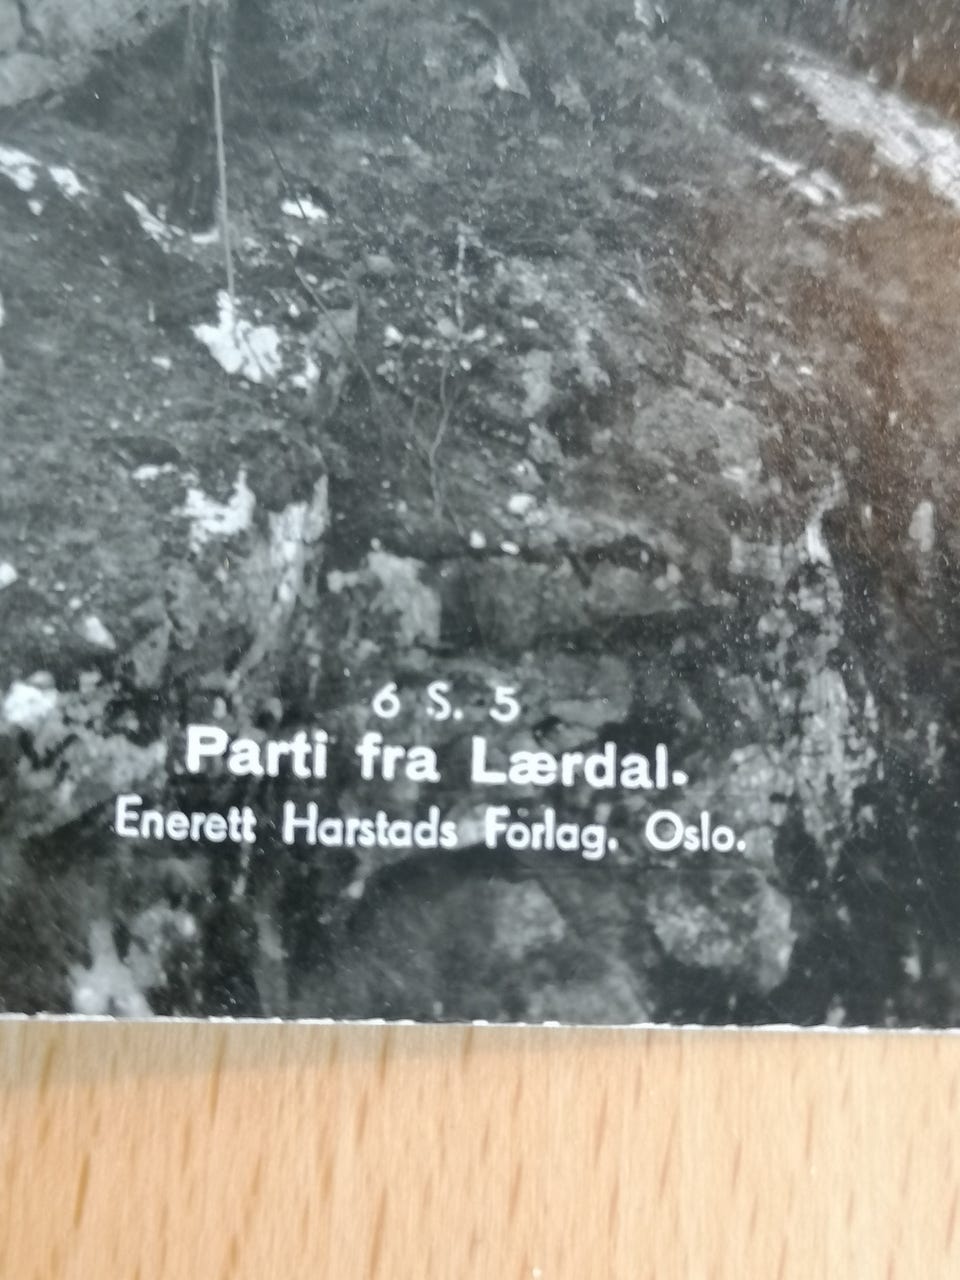 6 S. 5
Parti fra Lærdal.
Enerett Harstads Forlag. Oslo.